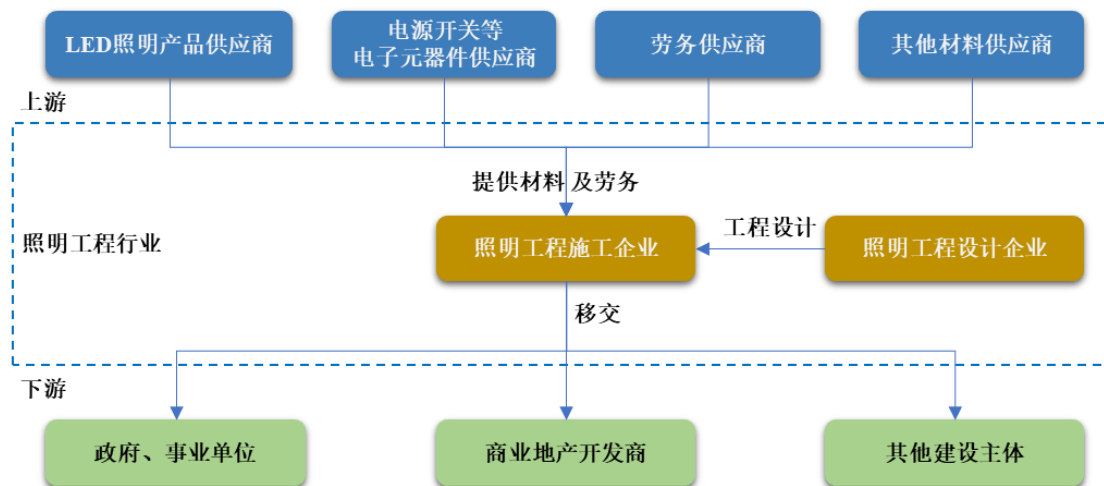 LED照明产品供应商
电源开关等
电子元器件供应商
劳务供应商
其他材料供应商
上游
提供材料 及劳务
照明工程行业
照明工程施工企业
工程设计
照明工程设计企业
移交
下游
政府、事业单位
商业地产开发商
其他建设主体